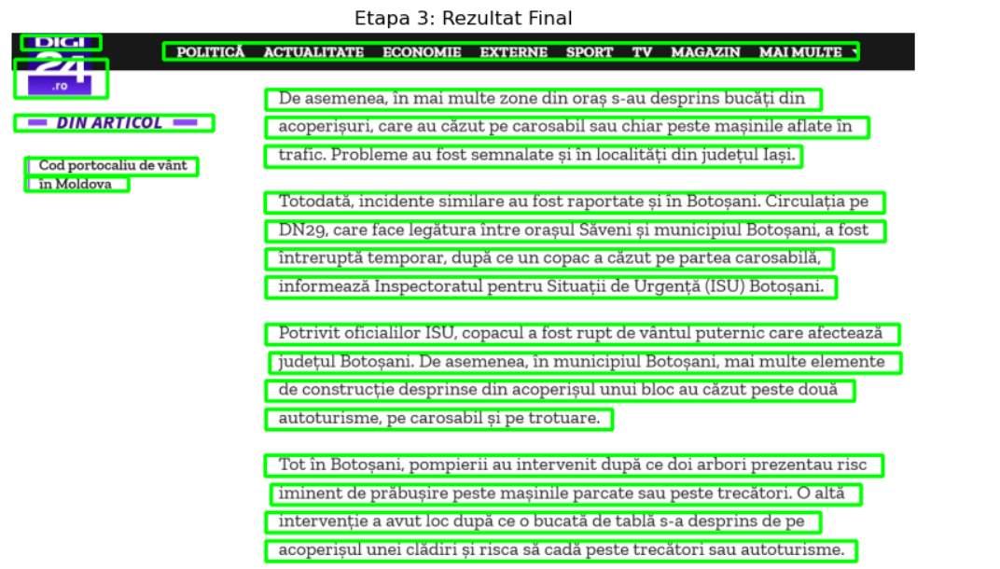 Etapa 3: Rezultat Final
DIGI
24
.ro
POLITICĂ ACTUALITATE ECONOMIE EXTERNE SPORT TV MAGAZIN MAI MULTE
DIN ARTICOL
Cod portocaliu de vânt
în Moldova
De asemenea, în mai multe zone din oraș s-au desprins bucăți din
acoperișuri, care au căzut pe carosabil sau chiar peste mașinile aflate în
trafic. Probleme au fost semnalate și în localități din județul Iași.
Totodată, incidente similare au fost raportate și în Botoșani. Circulația pe
DN29, care face legătura între orașul Săveni și municipiul Botoșani, a fost
întreruptă temporar, după ce un copac a căzut pe partea carosabilă,
informează Inspectoratul pentru Situații de Urgență (ISU) Botoșani.
Potrivit oficialilor ISU, copacul a fost rupt de vântul puternic care afectează
județul Botoșani. De asemenea, în municipiul Botoșani, mai multe elemente
de construcție desprinse din acoperișul unui bloc au căzut peste două
autoturisme, pe carosabil și pe trotuare.
Tot în Botoșani, pompierii au intervenit după ce doi arbori prezentau risc
iminent de prăbușire peste mașinile parcate sau peste trecători. O altă
intervenție a avut loc după ce o bucată de tablă s-a desprins de pe
acoperișul unei clădiri și risca să cadă peste trecători sau autoturisme.